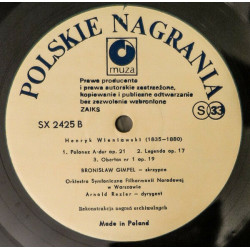 POLSKIE NAGRANIA
muza
Prawa producenta
i prawa autorskie zastrzeżone,
kopiowanie i publiczne odtwarzanie
bez zezwolenia wzbronione
ZAIKS
S 33
SX 2425 B
Henryk Wieniawski (1835-1880)
1. Polonez A-dur op. 21 2. Legenda op. 17
3. Obertas nr 1 op. 19
BRONISŁAW GIMPEL - skrzypce
Orkiestra Symfoniczna Filharmonii Narodowej
w Warszawie
Arnold Rezler - dyrygent
Rekonstrukcja nagrań archiwalnych
Made in Poland